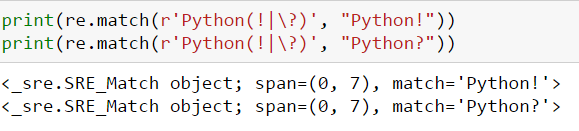 print(re.match(r'Python(!|\?)', "Python!"))
print(re.match(r'Python(!|\?)', "Python?"))
<_sre.SRE_Match object; span=(0, 7), match='Python!'>
<_sre.SRE_Match object; span=(0, 7), match='Python?'>